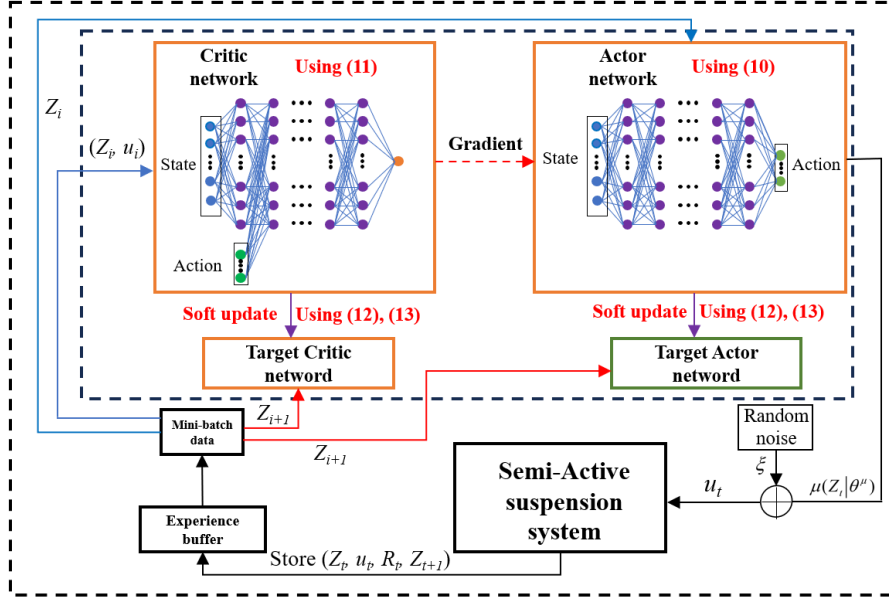 Critic
network
Using (11)
Actor
network
Using (10)
Z_i
(Z_i, u_i)
State
Action
Gradient
State
Action
Soft update
Using (12), (13)
Soft update
Using (12), (13)
Target Critic
netword
Target Actor
netword
Mini-batch
data
Z_{i+1}
Z_{i+1}
Random
noise
ξ
Semi-Active
suspension
system
u_t
μ(Z_t|θ^μ)
Experience
buffer
Store (Z_t, u_t, R_t, Z_{t+1})